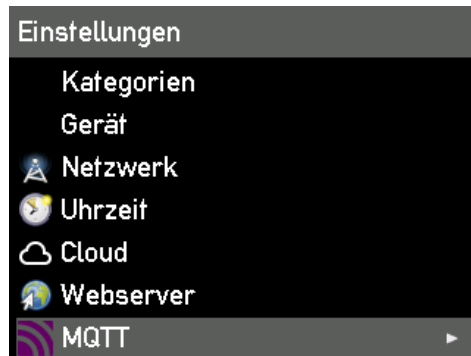 Einstellungen
Kategorien
Gerät
Netzwerk
Uhrzeit
Cloud
Webserver
MQTT